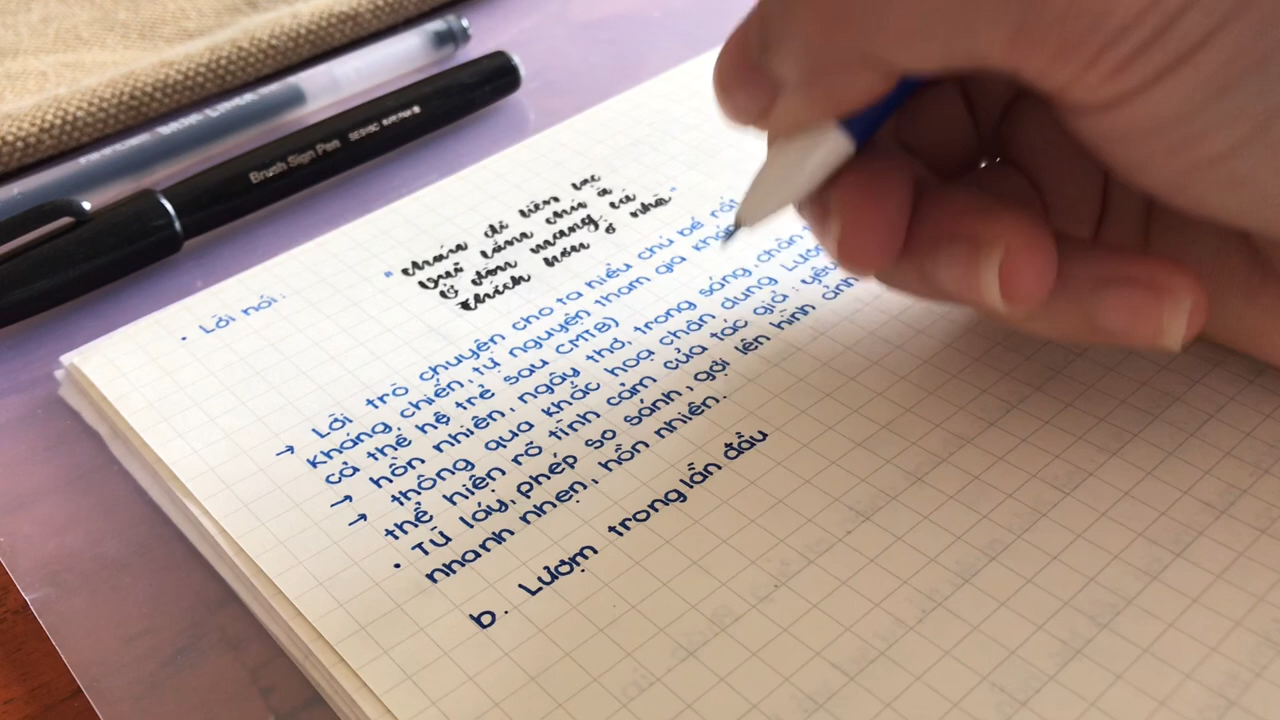 Brush Sign Pen
• Lời nói:
"Cháu đi liên lạc
Vui lắm chú à
Ở đồn mang cá
Thích hơn ở nhà"
→ Lời trò chuyện cho ta hiểu chú bé rất
kháng chiến, tự nguyện tham gia kháng
cả thế hệ trẻ sau CMT8)
→ hồn nhiên, ngây thơ, trong sáng, chân
→ thông qua khắc hoạ chân dung Lượm
thể hiện rõ tình cảm của tác giả: yêu
• Từ láy, phép so sánh, gợi lên hình ảnh
nhanh nhẹn, hồn nhiên.
b. Lượm trong lần đầu